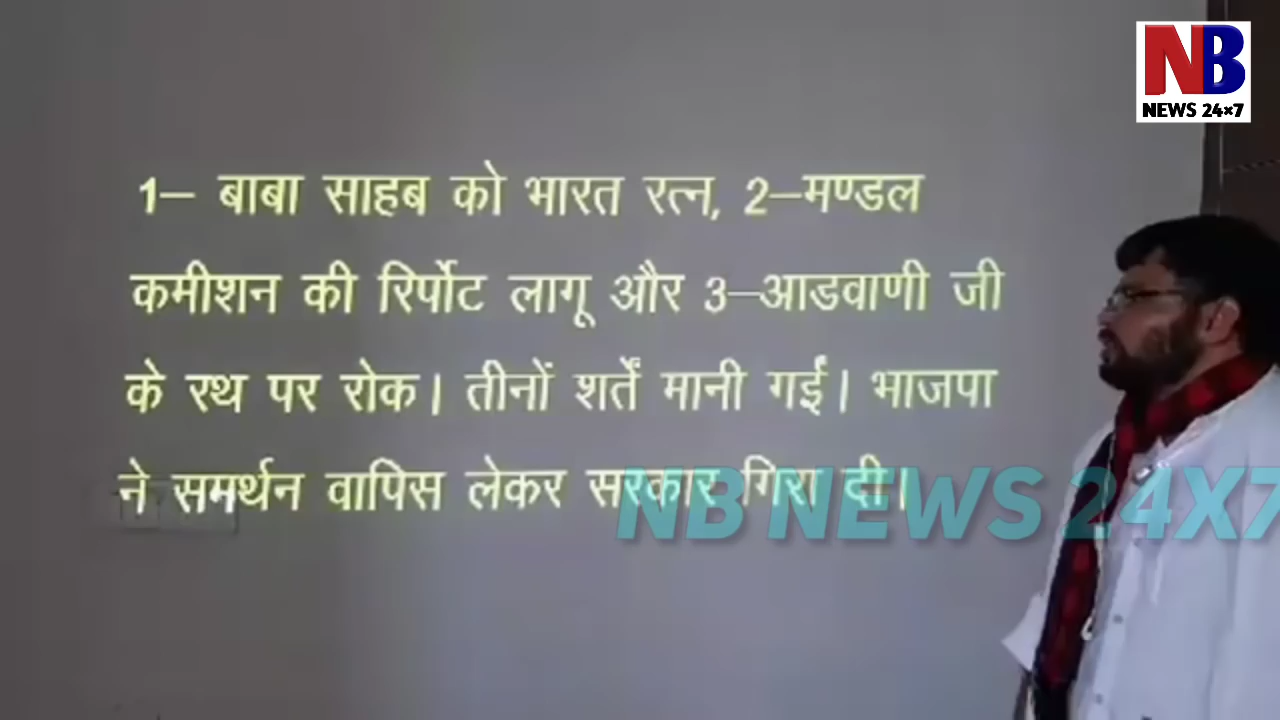 NB
NEWS 24×7
1– बाबा साहब को भारत रत्न, 2–मण्डल
कमीशन की रिर्पोट लागू और 3–आडवाणी जी
के रथ पर रोक। तीनों शर्तें मानी गईं। भाजपा
ने समर्थन वापिस लेकर सरकार गिरा दी।
NB NEWS 24X7